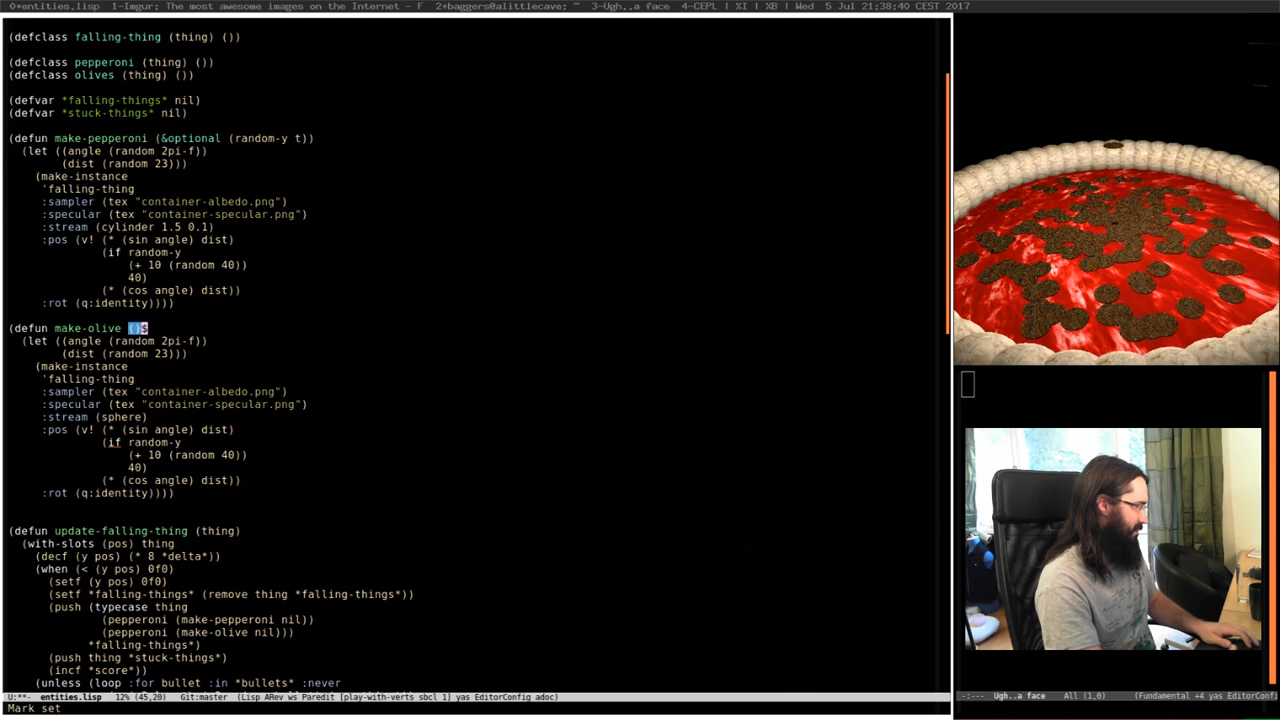 0*entities.lisp  1-Imgur: The most awesome images on the Internet - F  2+baggers@alittlecave: ~  3-Ugh..a face  4-CEPL | XI | XB | Wed  5 Jul 21:38:40 CEST 2017
(defclass falling-thing (thing) ())
(defclass pepperoni (thing) ())
(defclass olives (thing) ())
(defvar *falling-things* nil)
(defvar *stuck-things* nil)
(defun make-pepperoni (&optional (random-y t))
  (let ((angle (random 2pi-f))
        (dist (random 23)))
    (make-instance
     'falling-thing
     :sampler (tex "container-albedo.png")
     :specular (tex "container-specular.png")
     :stream (cylinder 1.5 0.1)
     :pos (v! (* (sin angle) dist)
              (if random-y
                  (+ 10 (random 40))
                  40)
              (* (cos angle) dist))
     :rot (q:identity))))
(defun make-olive ()$
  (let ((angle (random 2pi-f))
        (dist (random 23)))
    (make-instance
     'falling-thing
     :sampler (tex "container-albedo.png")
     :specular (tex "container-specular.png")
     :stream (sphere)
     :pos (v! (* (sin angle) dist)
              (if random-y
                  (+ 10 (random 40))
                  40)
              (* (cos angle) dist))
     :rot (q:identity))))
(defun update-falling-thing (thing)
  (with-slots (pos) thing
    (decf (y pos) (* 8 *delta*))
    (when (< (y pos) 0f0)
      (setf (y pos) 0f0)
      (setf *falling-things* (remove thing *falling-things*))
      (push (typecase thing
              (pepperoni (make-pepperoni nil))
              (pepperoni (make-olive nil)))
            *falling-things*)
      (push thing *stuck-things*)
      (incf *score*))
    (unless (loop :for bullet :in *bullets* :never
U:**-  entities.lisp   12% (45,20)   Git:master  (Lisp ARev ws Paredit [play-with-verts sbcl 1] yas EditorConfig adoc)
-:---  Ugh..a face    All (1,0)     (Fundamental +4 yas EditorConfi
Mark set